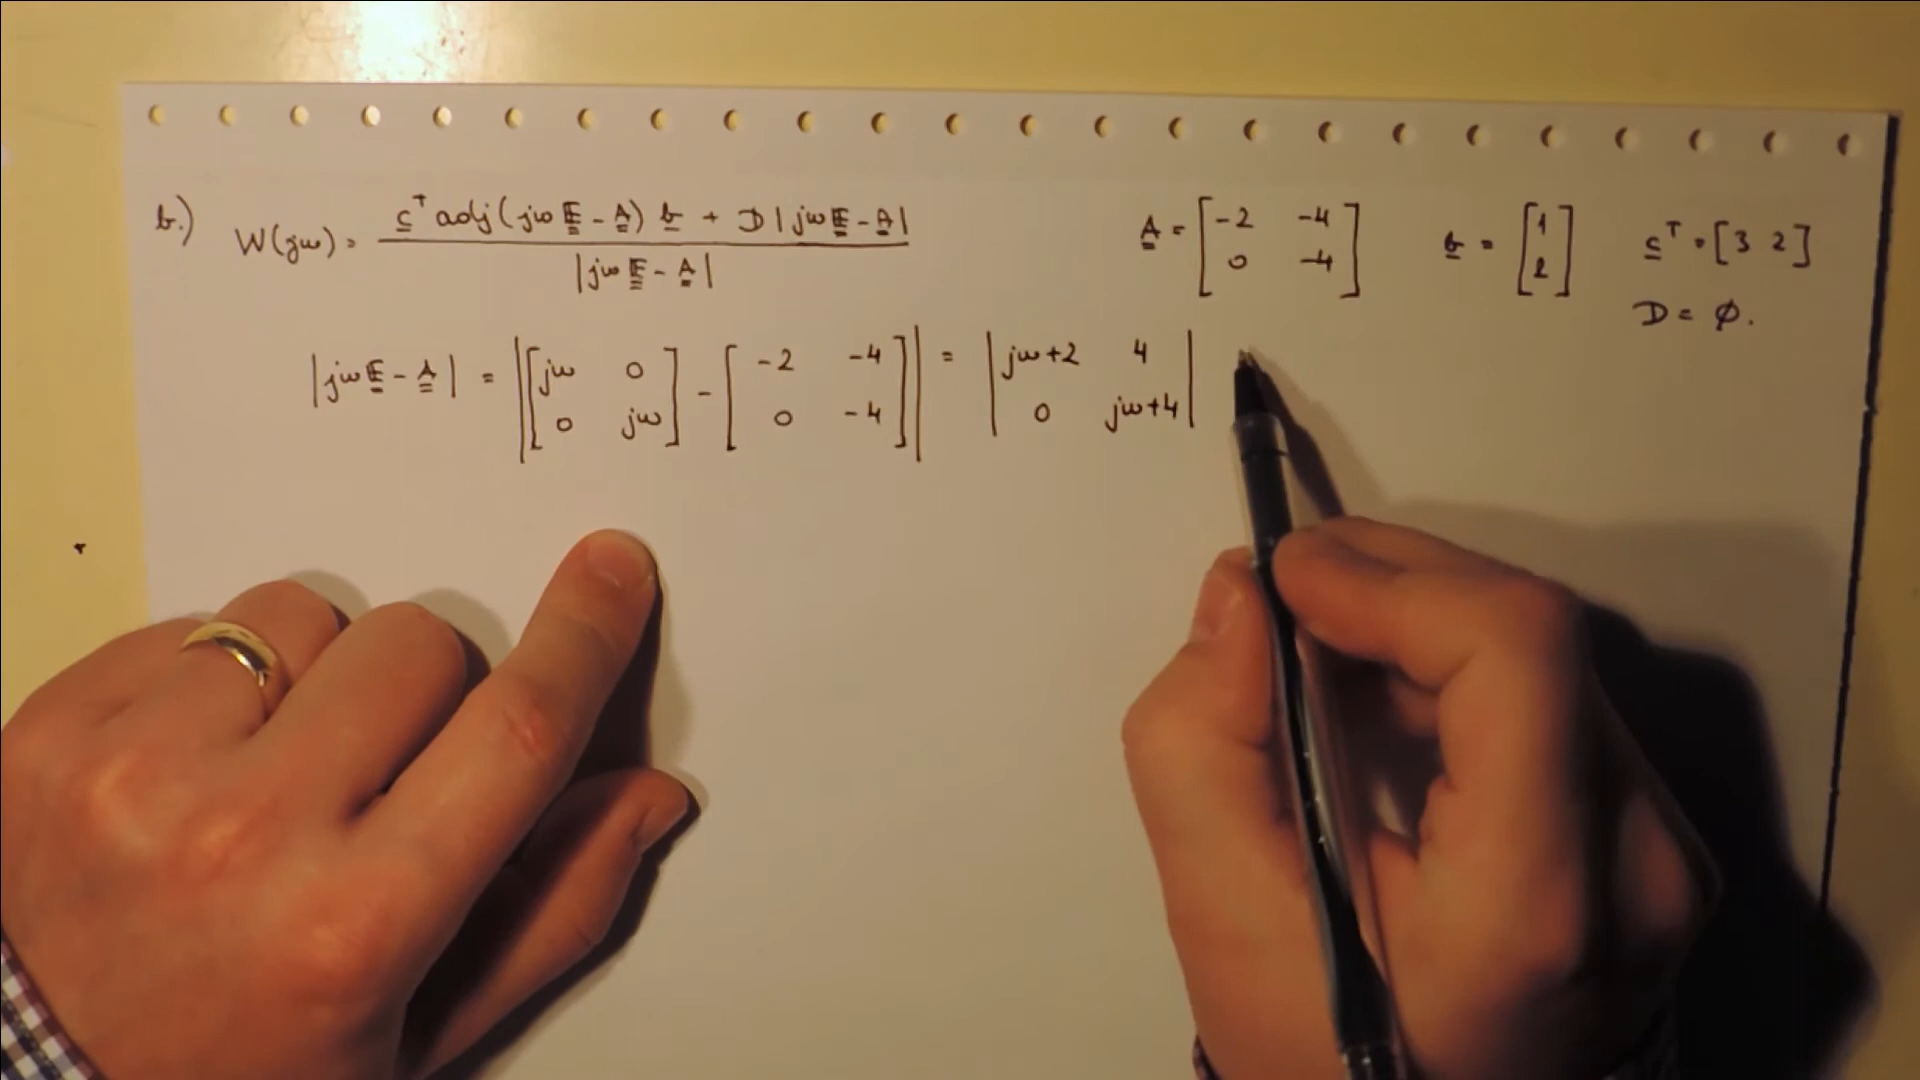 b.) W(jω) = (c^T adj(jωE - A) b + D|jωE - A|) / |jωE - A|
A = [-2 -4; 0 -4] b = [1; 2] c^T = [3 2]
D = ∅.
|jωE - A| = |[jω 0; 0 jω] - [-2 -4; 0 -4]| = |jω+2 4; 0 jω+4|